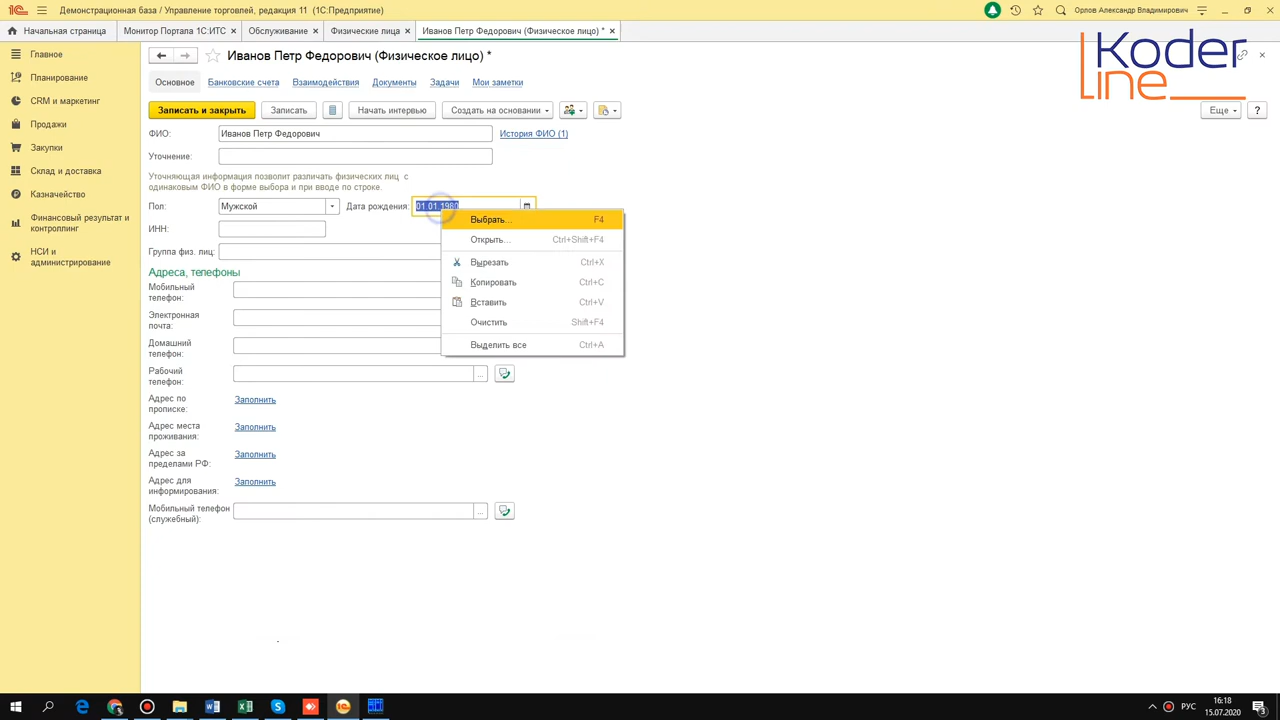 Демонстрационная база / Управление торговлей, редакция 11 (1С:Предприятие)
Орлов Александр Владимирович
Начальная страница
Монитор Портала 1С:ИТС ×
Обслуживание ×
Физические лица ×
Иванов Петр Федорович (Физическое лицо) * ×
Koder
line
Главное
Планирование
CRM и маркетинг
Продажи
Закупки
Склад и доставка
Казначейство
Финансовый результат и
контроллинг
НСИ и
администрирование
Иванов Петр Федорович (Физическое лицо) *
Основное Банковские счета Взаимодействия Документы Задачи Мои заметки
Записать и закрыть Записать Начать интервью Создать на основании Еще ?
ФИО: Иванов Петр Федорович История ФИО (1)
Уточнение:
Уточняющая информация позволит различать физических лиц с
одинаковым ФИО в форме выбора и при вводе по строке.
Пол: Мужской Дата рождения: 01.01.1980
ИНН:
Группа физ. лиц:
Выбрать... F4
Открыть... Ctrl+Shift+F4
Вырезать Ctrl+X
Копировать Ctrl+C
Вставить Ctrl+V
Очистить Shift+F4
Выделить все Ctrl+A
Адреса, телефоны
Мобильный
телефон:
Электронная
почта:
Домашний
телефон:
Рабочий
телефон:
Адрес по
прописке: Заполнить
Адрес места
проживания: Заполнить
Адрес за
пределами РФ: Заполнить
Адрес для
информирования: Заполнить
Мобильный телефон
(служебный):
РУС
16:18
15.07.2020
3